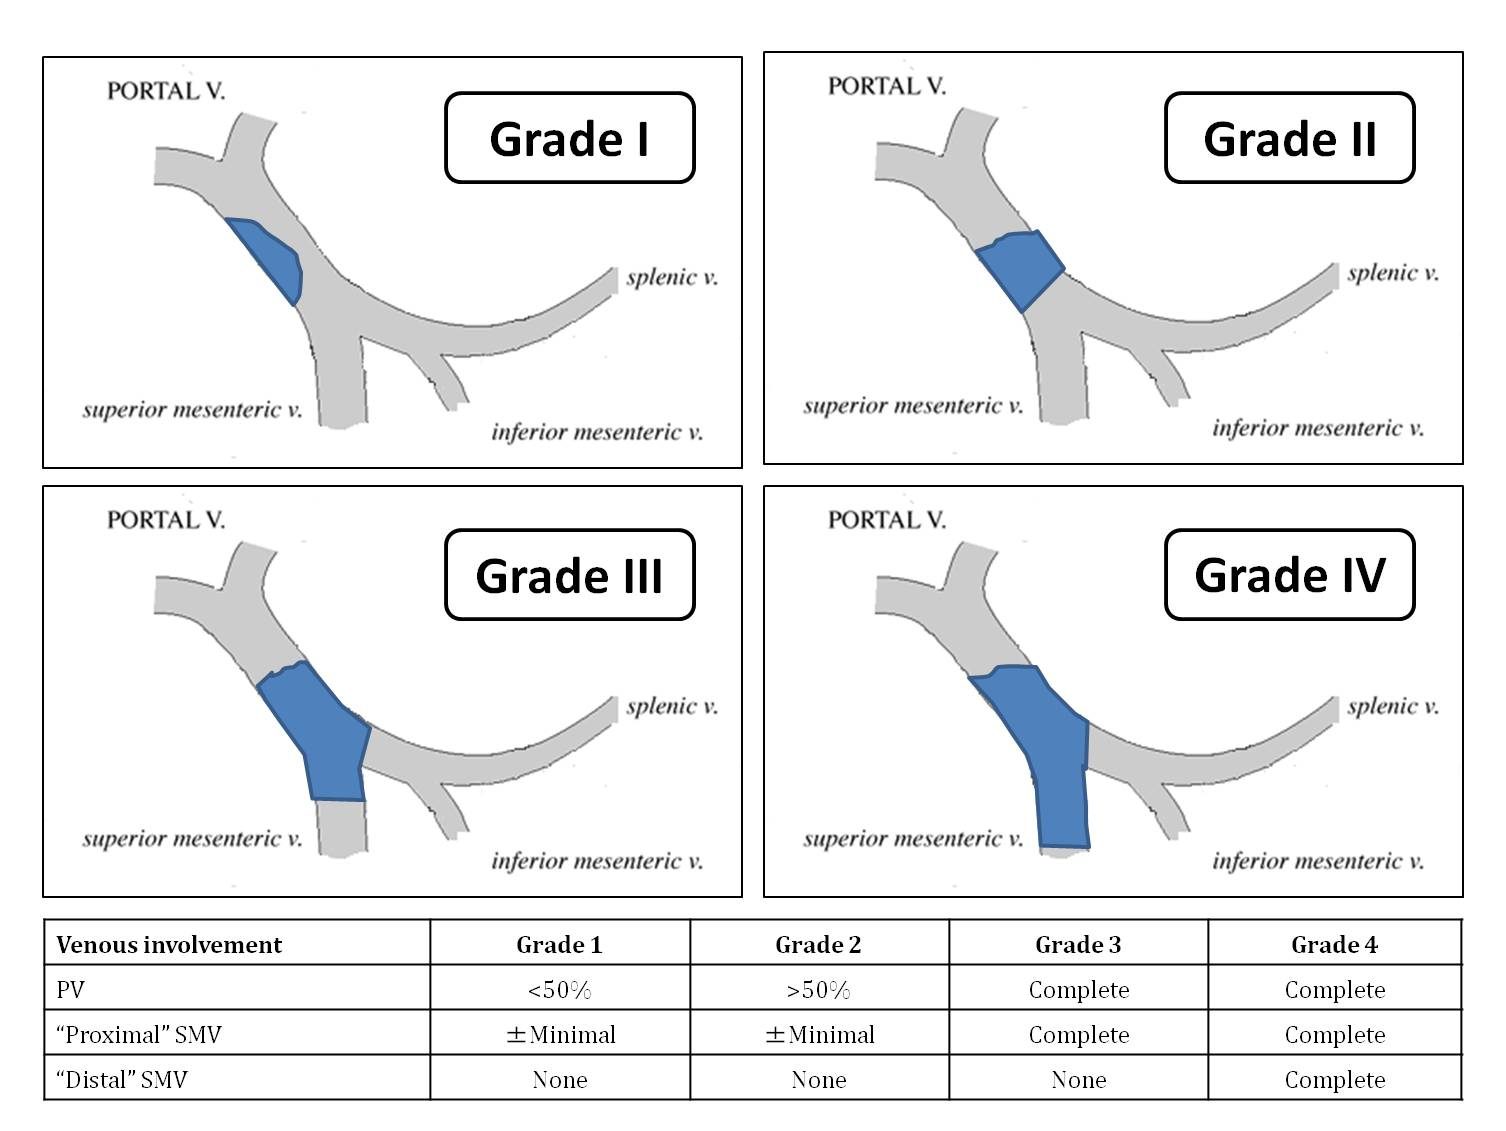 PORTAL V.
Grade I
splenic v.
superior mesenteric v.
inferior mesenteric v.
PORTAL V.
Grade II
splenic v.
superior mesenteric v.
inferior mesenteric v.
PORTAL V.
Grade III
splenic v.
superior mesenteric v.
inferior mesenteric v.
PORTAL V.
Grade IV
splenic v.
superior mesenteric v.
inferior mesenteric v.
Venous involvement Grade 1 Grade 2 Grade 3 Grade 4
PV <50% >50% Complete Complete
“Proximal” SMV ±Minimal ±Minimal Complete Complete
“Distal” SMV None None None Complete